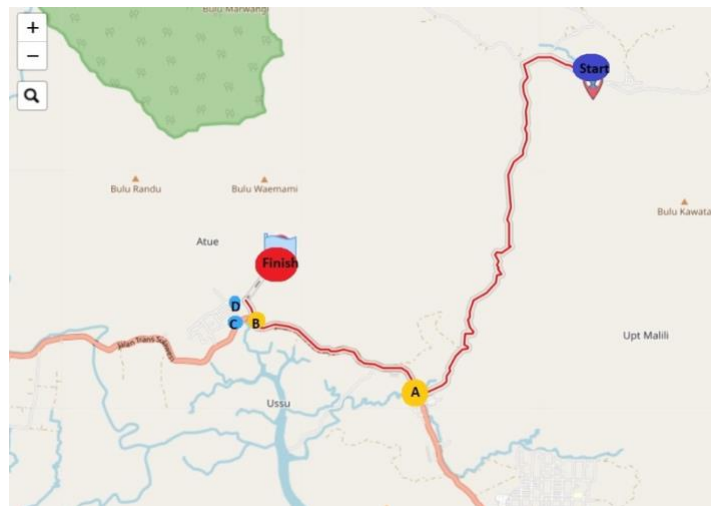 Bulu Marwangi
+
−
Start
Bulu Randu
Bulu Waemami
Bulu Kawata
Atue
Finish
D
C
B
Jalan Trans Sulawesi
Upt Malili
A
Ussu